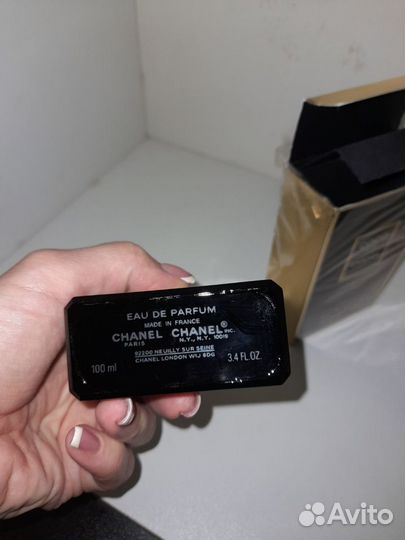 EAU DE PARFUM
MADE IN FRANCE
CHANEL CHANEL® INC.
PARIS N.Y., N.Y. 10019
92200 NEUILLY SUR SEINE
100 ml CHANEL LONDON W1J 6DG 3.4 FL.OZ.
Avito